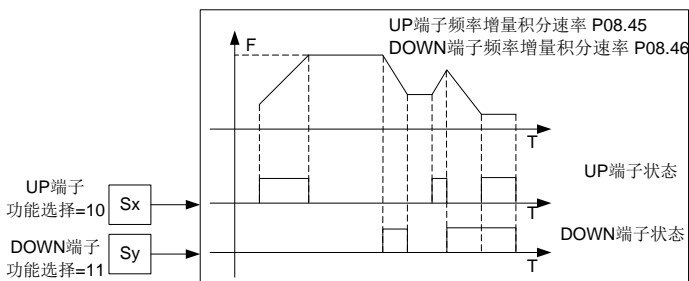 UP端子频率增量积分速率 P08.45
DOWN端子频率增量积分速率 P08.46
F
T
UP端子
功能选择=10
Sx
UP端子状态
T
DOWN端子
功能选择=11
Sy
DOWN端子状态
T